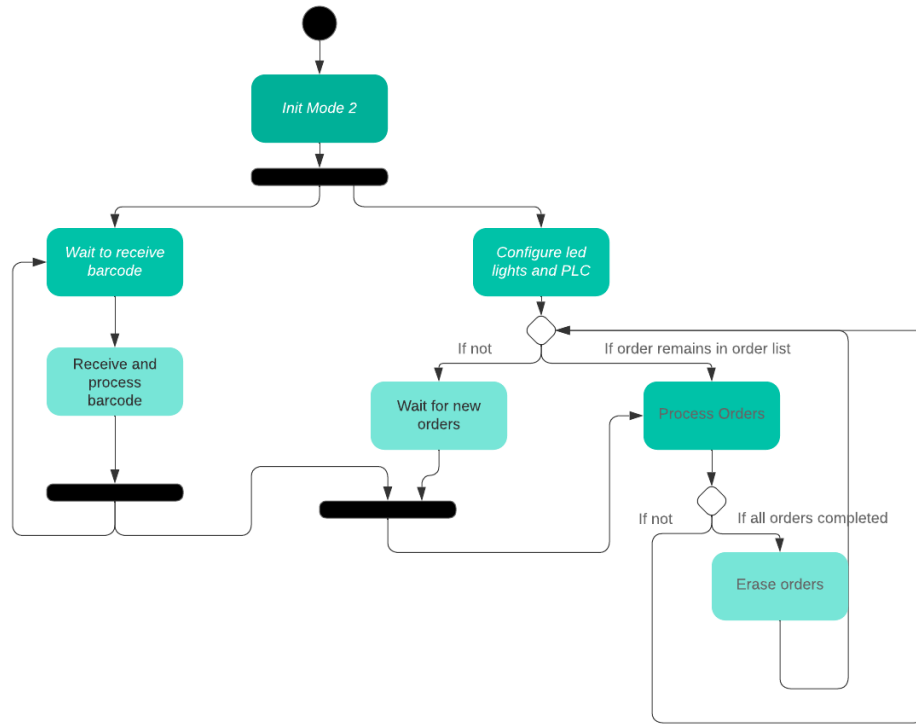 Init Mode 2
Wait to receive
barcode
Configure led
lights and PLC
If not
If order remains in order list
Receive and
process
barcode
Wait for new
orders
Process Orders
If not
If all orders completed
Erase orders